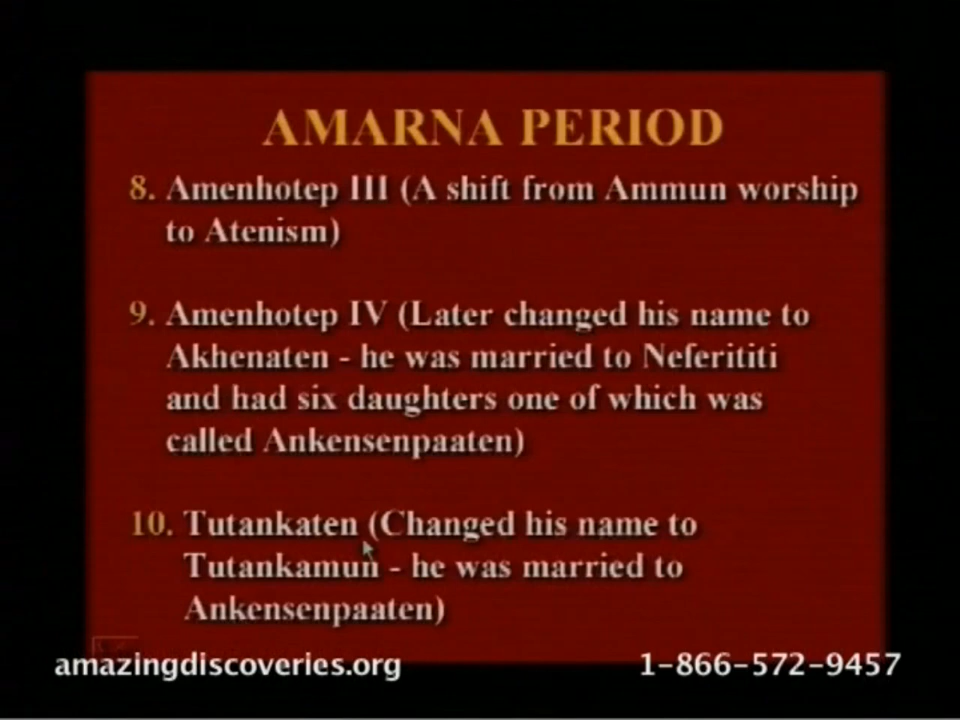 AMARNA PERIOD
8. Amenhotep III (A shift from Ammun worship
to Atenism)
9. Amenhotep IV (Later changed his name to
Akhenaten - he was married to Neferititi
and had six daughters one of which was
called Ankensenpaaten)
10. Tutankaten (Changed his name to
Tutankamun - he was married to
Ankensenpaaten)
amazingdiscoveries.org 1-866-572-9457